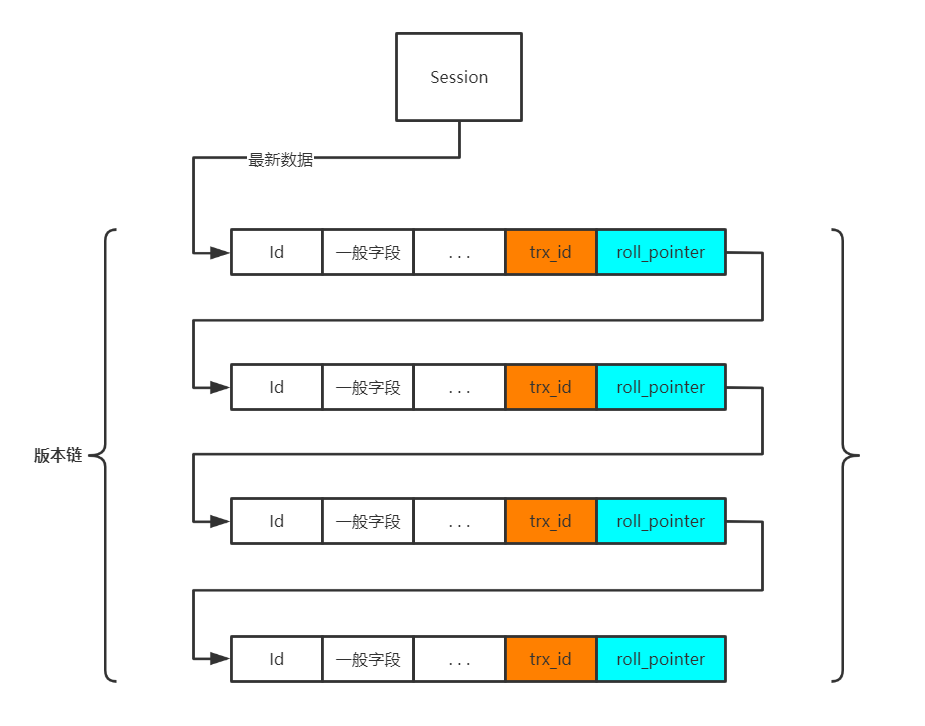 Session
最新数据
Id 一般字段 . . . trx_id roll_pointer
Id 一般字段 . . . trx_id roll_pointer
版本链
Id 一般字段 . . . trx_id roll_pointer
Id 一般字段 . . . trx_id roll_pointer